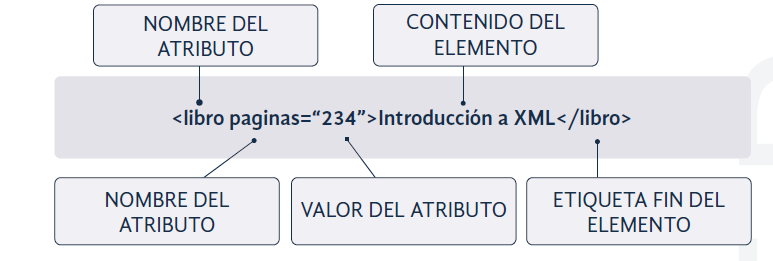 NOMBRE DEL
ATRIBUTO
CONTENIDO DEL
ELEMENTO
<libro paginas=“234”>Introducción a XML</libro>
NOMBRE DEL
ATRIBUTO
VALOR DEL ATRIBUTO
ETIQUETA FIN DEL
ELEMENTO